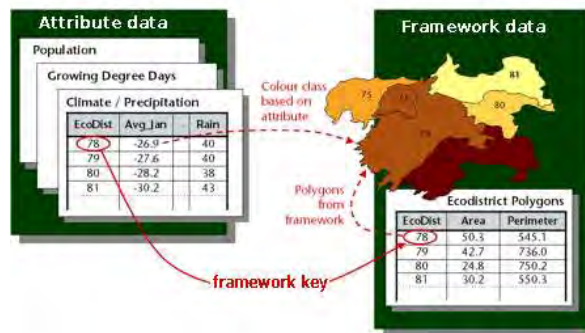 Attribute data
Population
Growing Degree Days
Climate / Precipitation
EcoDist Avg_Jan Rain
78 -26.9 40
79 -27.6 40
80 -28.2 38
81 -30.2 43
Colour class
based on
attribute
Polygons
from
framework
framework key
Framework data
81
75
77
80
Ecodistrict Polygons
EcoDist Area Perimeter
78 50.3 545.1
79 42.7 736.0
80 24.8 750.2
81 30.2 550.3